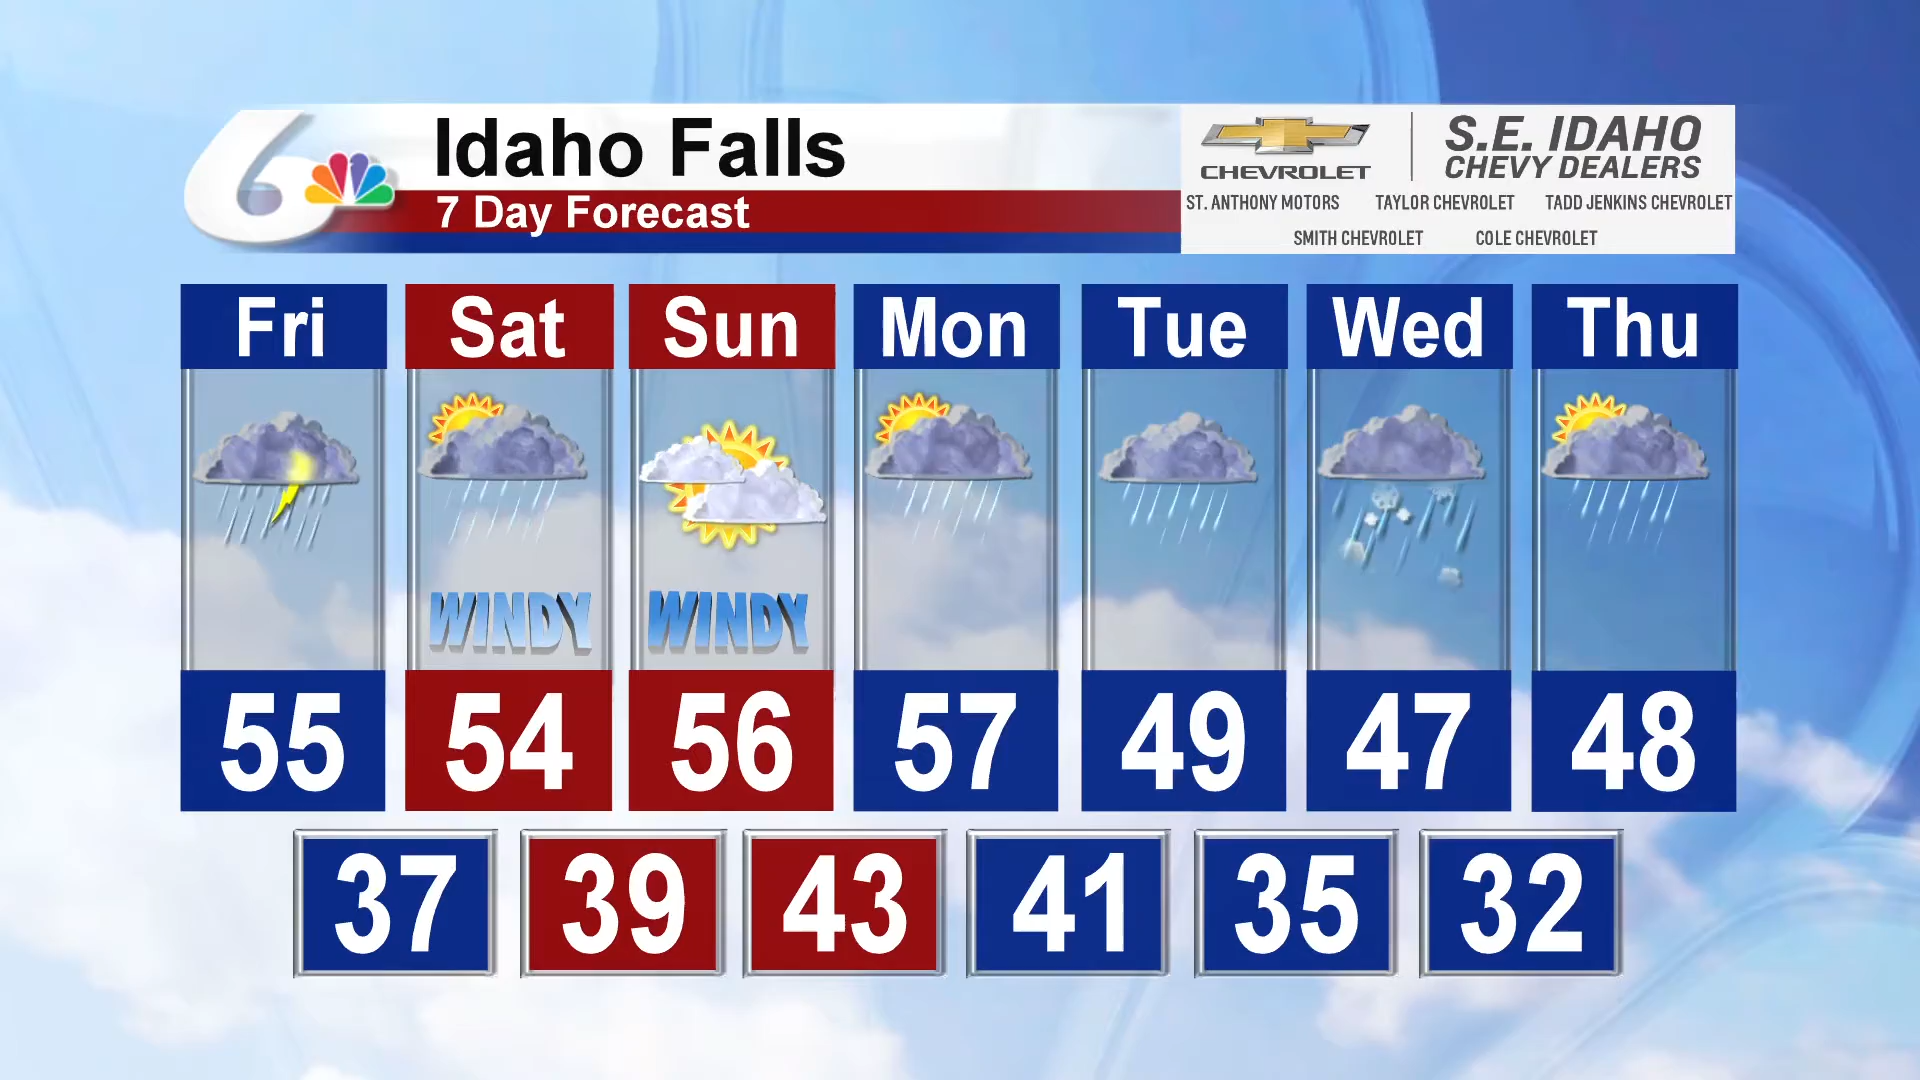 6
Idaho Falls
7 Day Forecast
CHEVROLET
S.E. IDAHO
CHEVY DEALERS
ST. ANTHONY MOTORS TAYLOR CHEVROLET TADD JENKINS CHEVROLET
SMITH CHEVROLET COLE CHEVROLET
Fri Sat Sun Mon Tue Wed Thu
WINDY WINDY
55 54 56 57 49 47 48
37 39 43 41 35 32